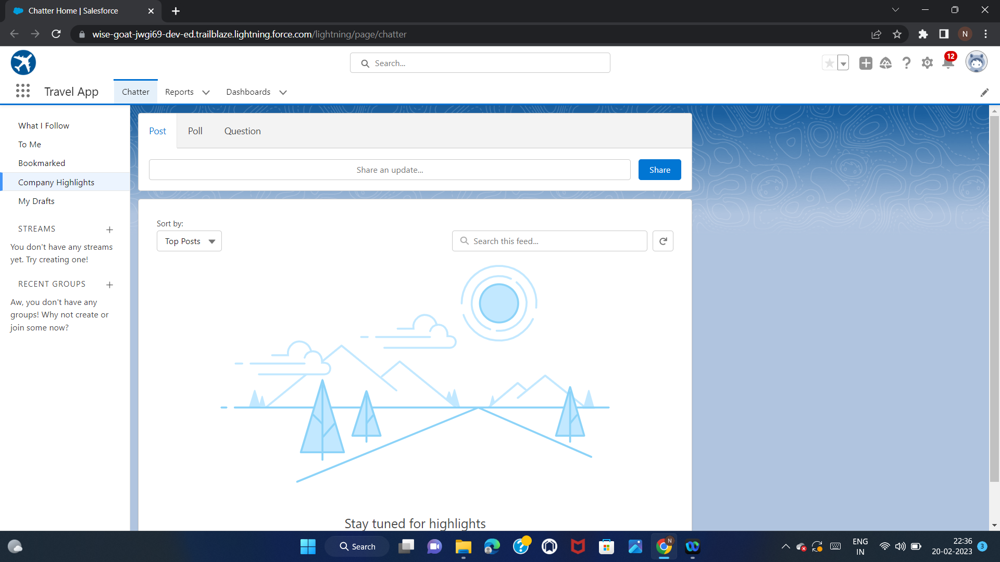 Chatter Home | Salesforce
wise-goat-jwgi69-dev-ed.trailblaze.lightning.force.com/lightning/page/chatter
N
Search...
12
Travel App
Chatter
Reports
Dashboards
What I Follow
To Me
Bookmarked
Company Highlights
My Drafts
STREAMS
You don't have any streams
yet. Try creating one!
RECENT GROUPS
Aw, you don't have any
groups! Why not create or
join some now?
Post
Poll
Question
Share an update...
Share
Sort by:
Top Posts
Search this feed...
Stay tuned for highlights
Search
N
ENG
IN
22:36
20-02-2023
3